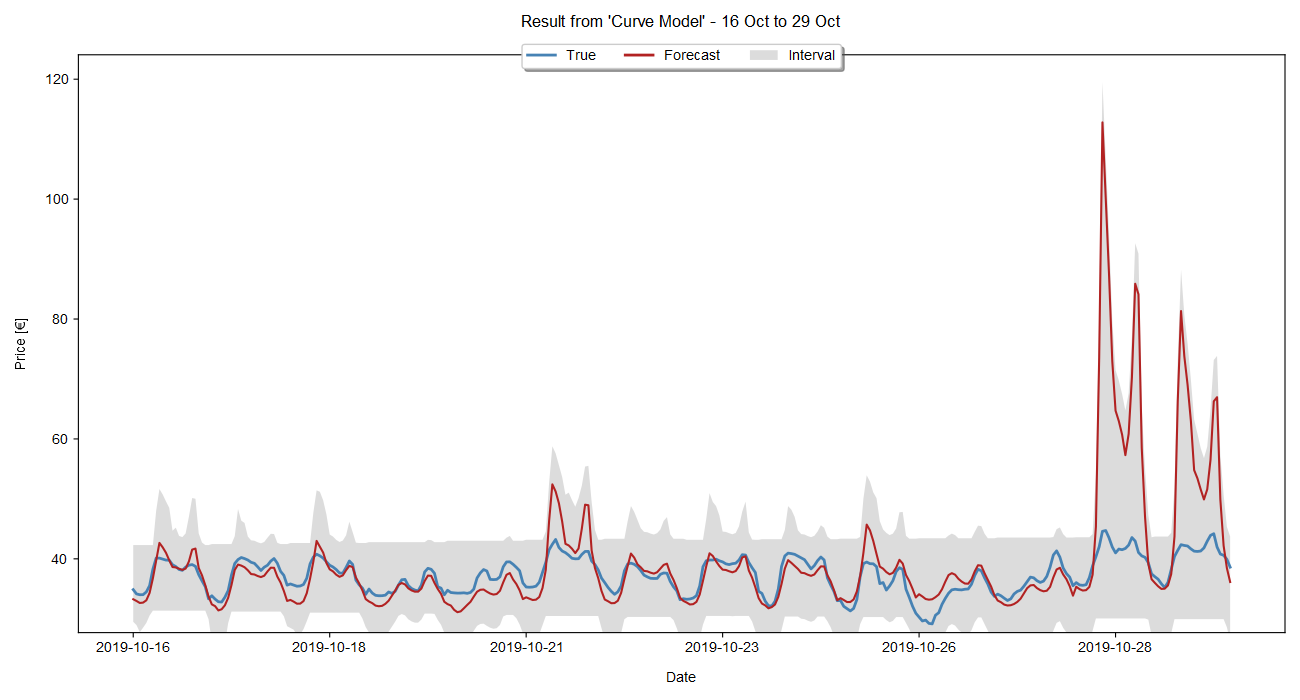 Result from 'Curve Model' - 16 Oct to 29 Oct
True Forecast Interval
120
100
80
60
40
Price [€]
2019-10-16 2019-10-18 2019-10-21 2019-10-23 2019-10-26 2019-10-28
Date